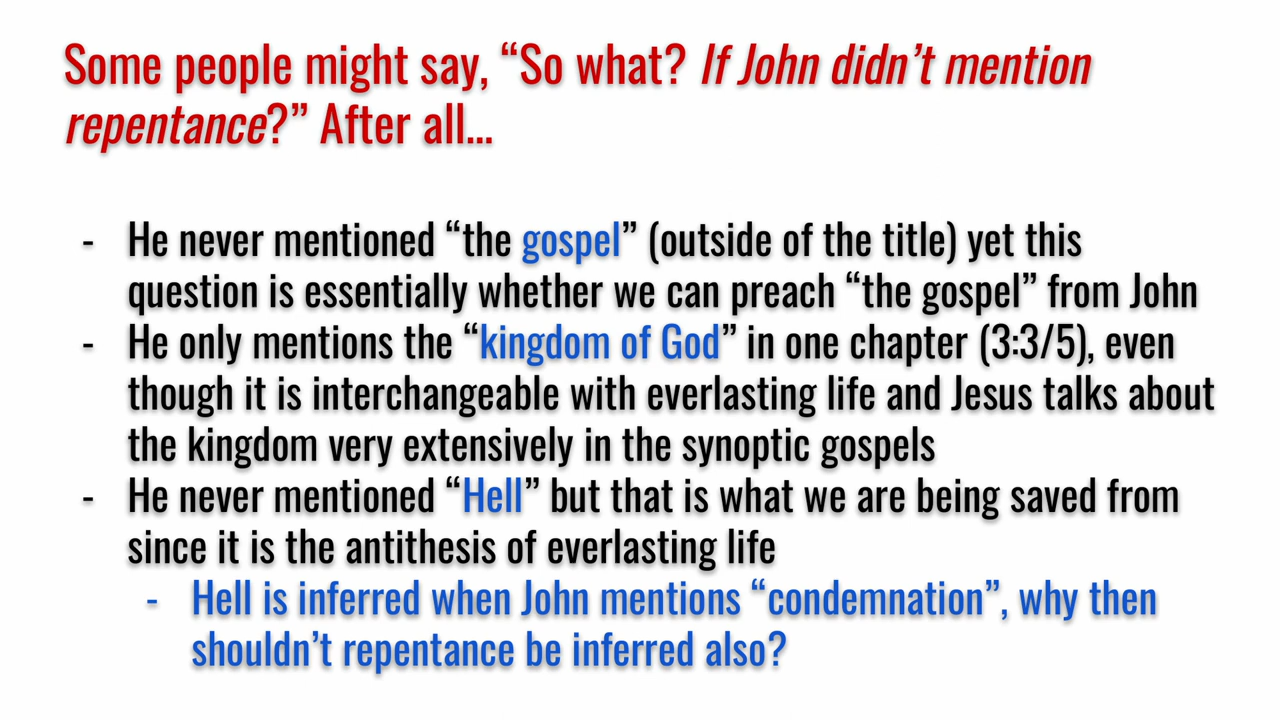 Some people might say, “So what? If John didn’t mention
repentance?” After all...
- He never mentioned “the gospel” (outside of the title) yet this
question is essentially whether we can preach “the gospel” from John
- He only mentions the “kingdom of God” in one chapter (3:3/5), even
though it is interchangeable with everlasting life and Jesus talks about
the kingdom very extensively in the synoptic gospels
- He never mentioned “Hell” but that is what we are being saved from
since it is the antithesis of everlasting life
- Hell is inferred when John mentions “condemnation”, why then
shouldn’t repentance be inferred also?